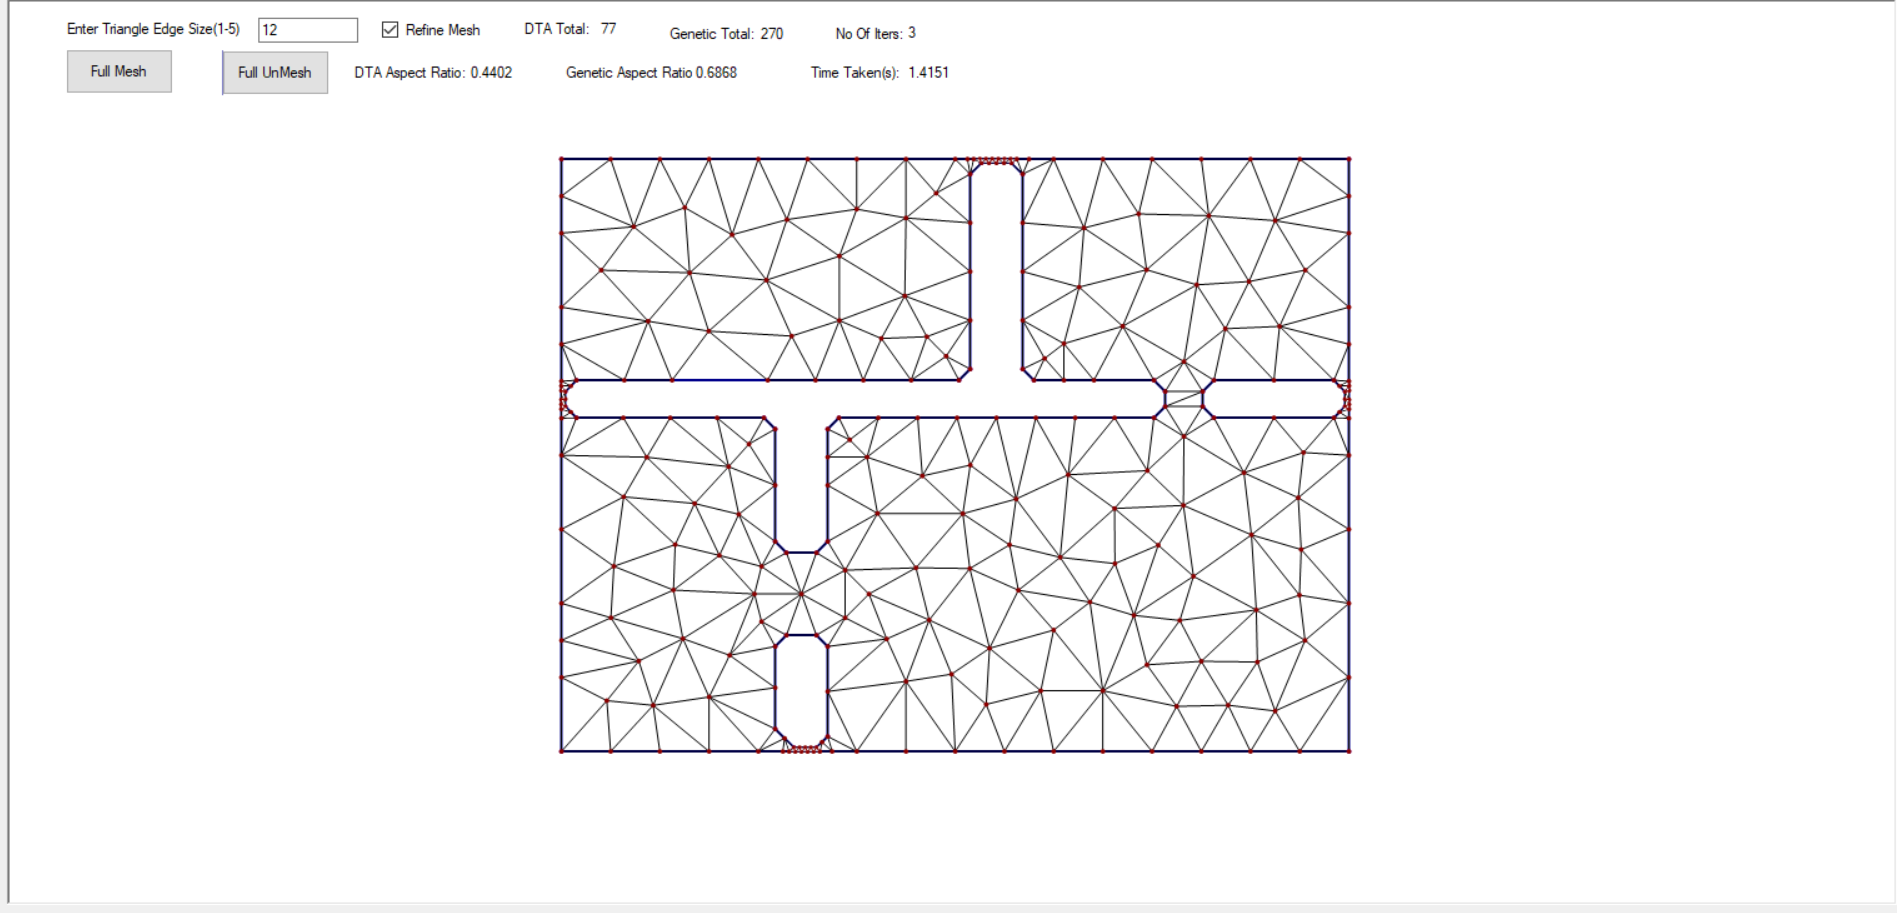 Enter Triangle Edge Size(1-5) 12 Refine Mesh DTA Total: 77 Genetic Total: 270 No Of Iters: 3
Full Mesh Full UnMesh DTA Aspect Ratio: 0.4402 Genetic Aspect Ratio 0.6868 Time Taken(s): 1.4151